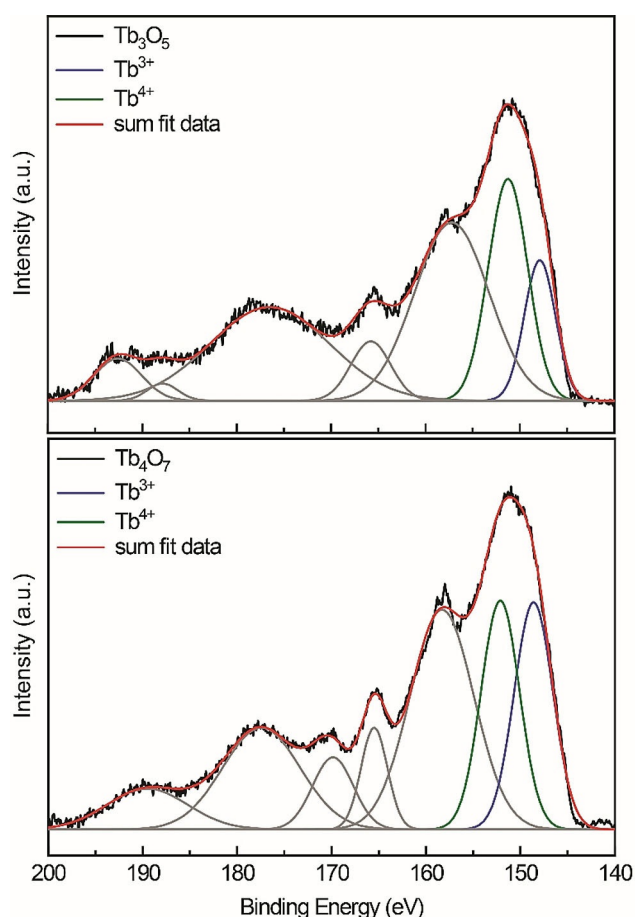 Tb₃O₅
Tb³⁺
Tb⁴⁺
sum fit data
Intensity (a.u.)
Tb₄O₇
Tb³⁺
Tb⁴⁺
sum fit data
Intensity (a.u.)
200 190 180 170 160 150 140
Binding Energy (eV)